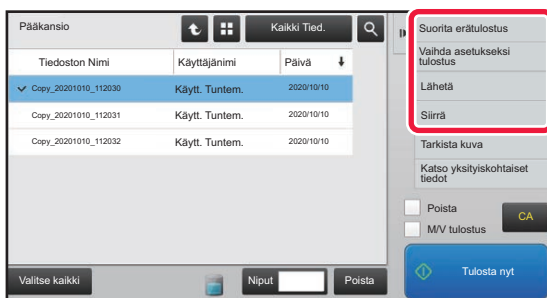 Pääkansio
Kaikki Tied.
Tiedoston Nimi
Käyttäjänimi
Päivä
Copy_20201010_112030
Käytt. Tuntem.
2020/10/10
Copy_20201010_112031
Käytt. Tuntem.
2020/10/10
Copy_20201010_112032
Käytt. Tuntem.
2020/10/10
Valitse kaikki
Niput
Poista
Suorita erätulostus
Vaihda asetukseksi
tulostus
Lähetä
Siirrä
Tarkista kuva
Katso yksityiskohtaiset
tiedot
Poista
M/V tulostus
CA
Tulosta nyt